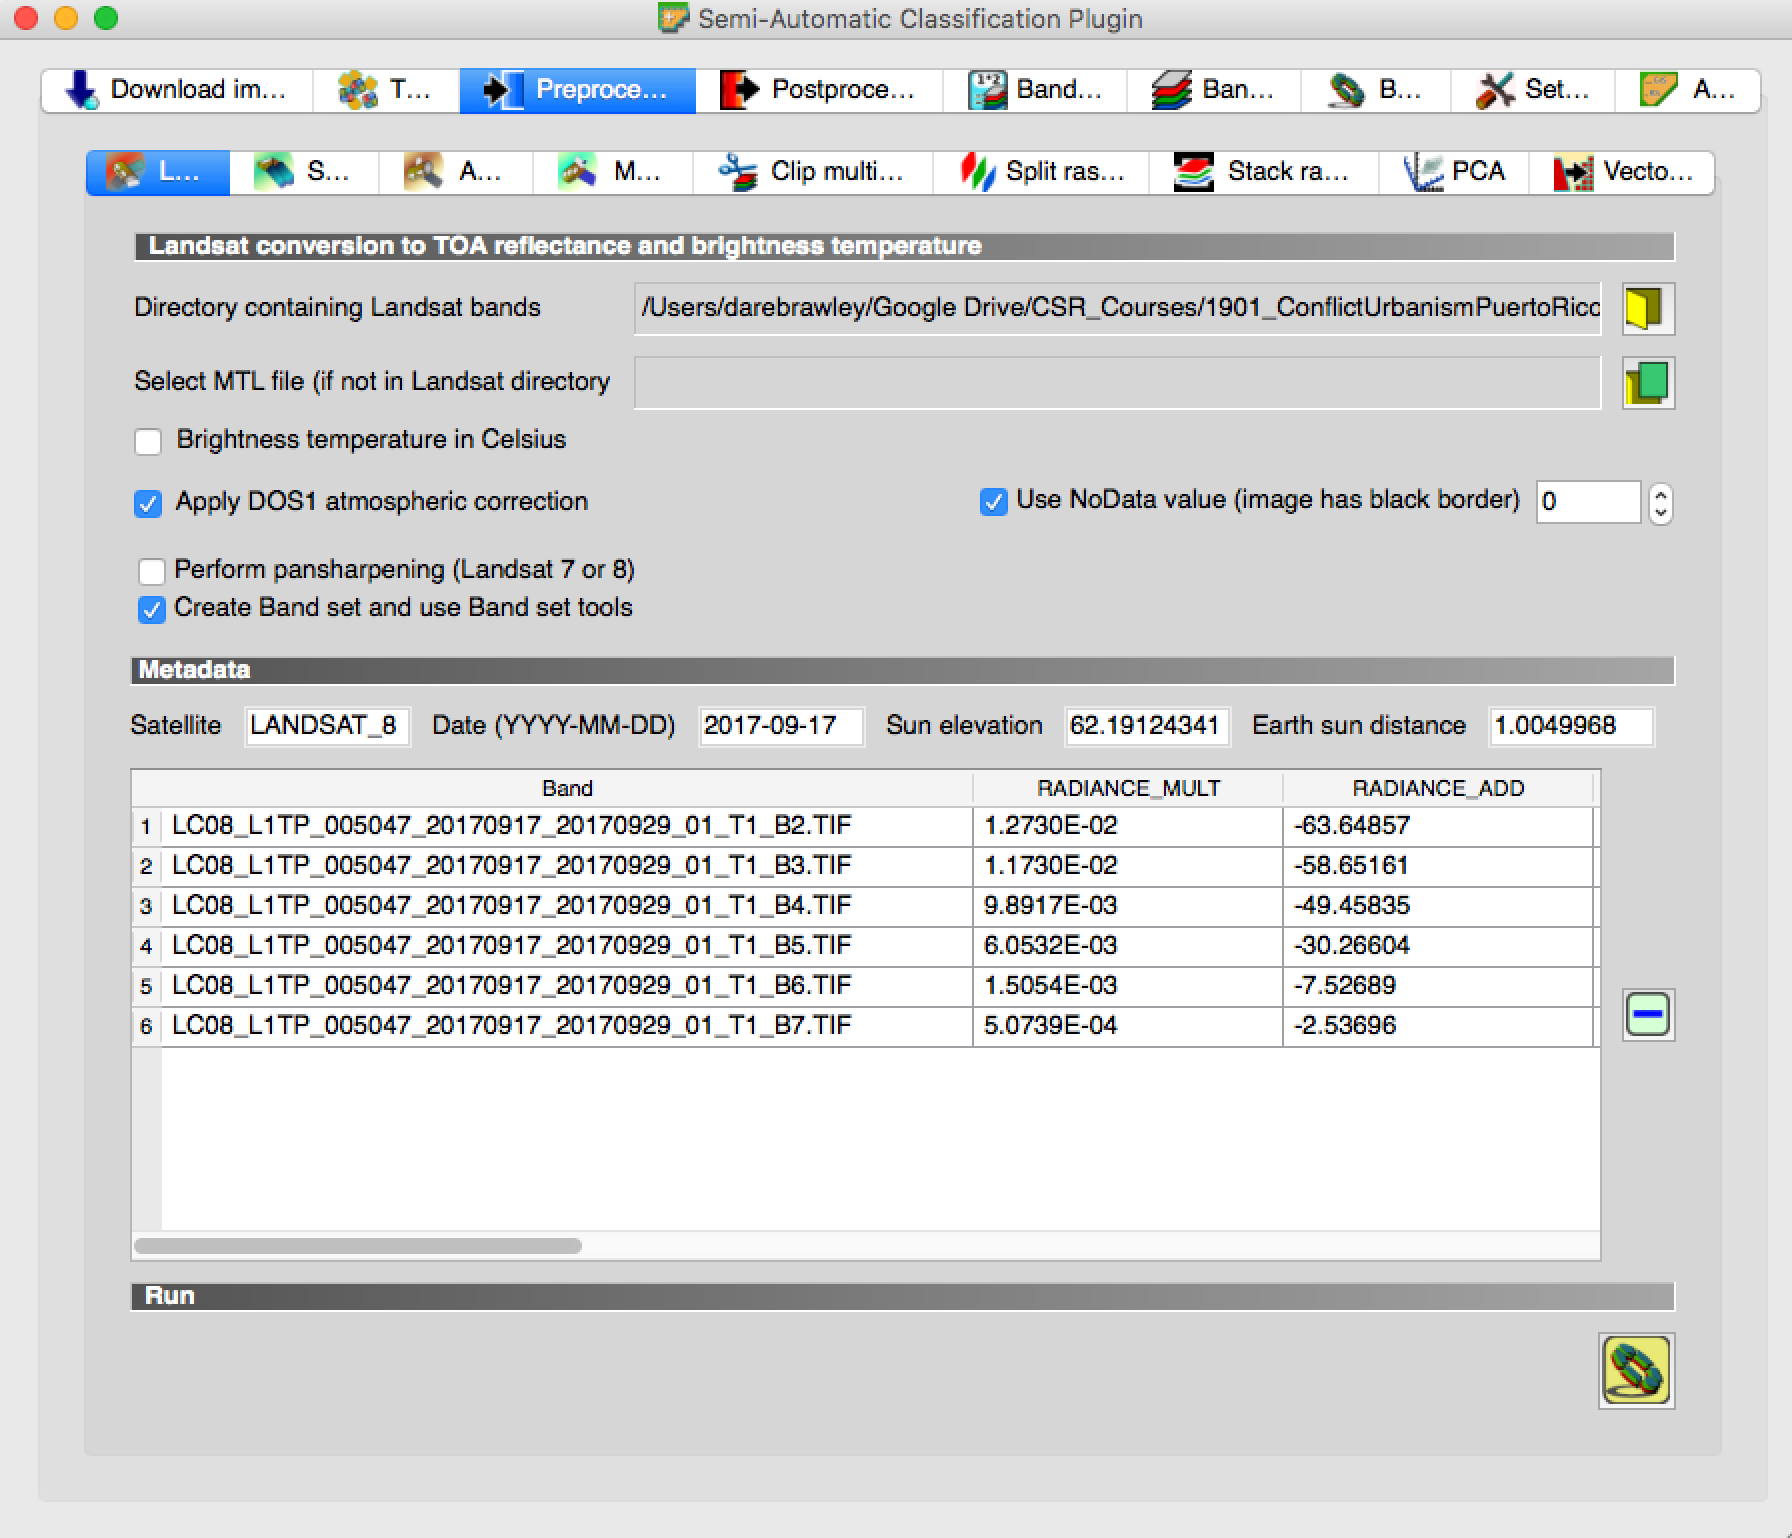 Semi-Automatic Classification Plugin
Download im... T... Preproce... Postproce... Band... Ban... B... Set... A...
L... S... A... M... Clip multi... Split ras... Stack ra... PCA Vecto...
Landsat conversion to TOA reflectance and brightness temperature
Directory containing Landsat bands /Users/darebrawley/Google Drive/CSR_Courses/1901_ConflictUrbanismPuertoRicc
Select MTL file (if not in Landsat directory
Brightness temperature in Celsius
Apply DOS1 atmospheric correction Use NoData value (image has black border) 0
Perform pansharpening (Landsat 7 or 8)
Create Band set and use Band set tools
Metadata
Satellite LANDSAT_8 Date (YYYY-MM-DD) 2017-09-17 Sun elevation 62.19124341 Earth sun distance 1.0049968
Band RADIANCE_MULT RADIANCE_ADD
1 LC08_L1TP_005047_20170917_20170929_01_T1_B2.TIF 1.2730E-02 -63.64857
2 LC08_L1TP_005047_20170917_20170929_01_T1_B3.TIF 1.1730E-02 -58.65161
3 LC08_L1TP_005047_20170917_20170929_01_T1_B4.TIF 9.8917E-03 -49.45835
4 LC08_L1TP_005047_20170917_20170929_01_T1_B5.TIF 6.0532E-03 -30.26604
5 LC08_L1TP_005047_20170917_20170929_01_T1_B6.TIF 1.5054E-03 -7.52689
6 LC08_L1TP_005047_20170917_20170929_01_T1_B7.TIF 5.0739E-04 -2.53696
Run